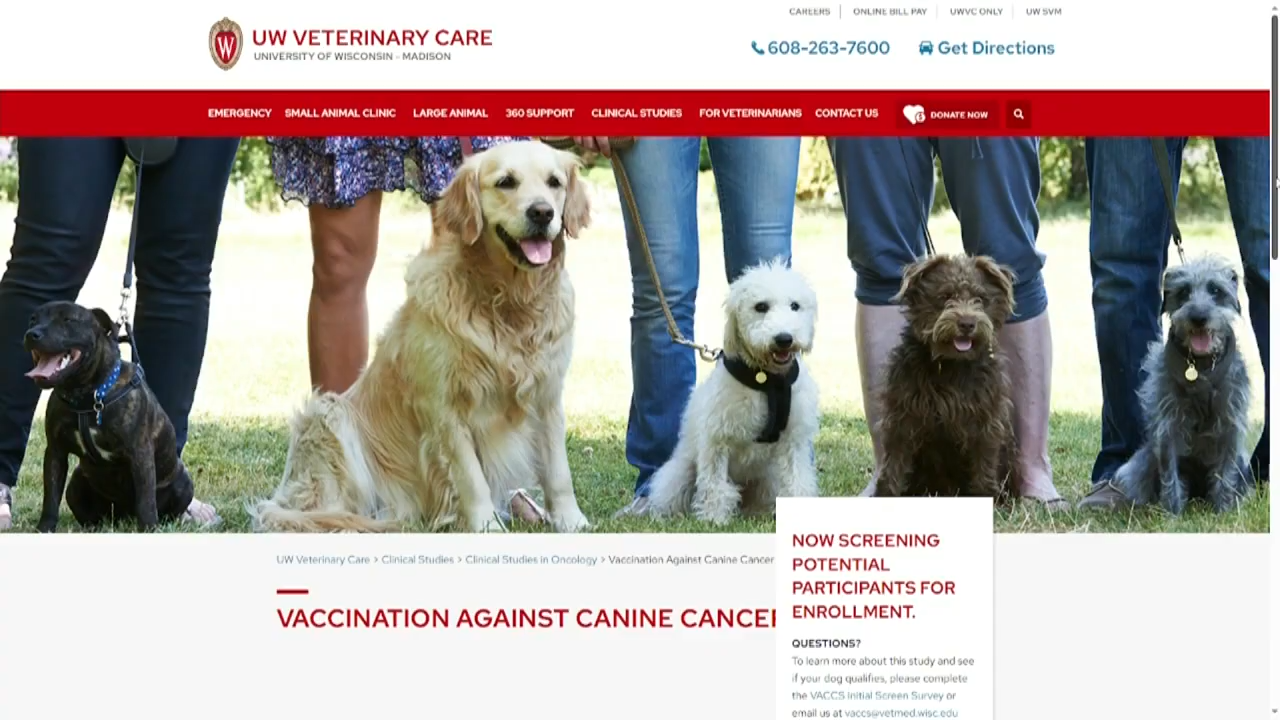 CAREERS
ONLINE BILL PAY
UWVC ONLY
UW SVM
W
UW VETERINARY CARE
UNIVERSITY OF WISCONSIN - MADISON
608-263-7600
Get Directions
EMERGENCY SMALL ANIMAL CLINIC LARGE ANIMAL 360 SUPPORT CLINICAL STUDIES FOR VETERINARIANS CONTACT US DONATE NOW
UW Veterinary Care > Clinical Studies > Clinical Studies in Oncology > Vaccination Against Canine Cancer
VACCINATION AGAINST CANINE CANCER
NOW SCREENING
POTENTIAL
PARTICIPANTS FOR
ENROLLMENT.
QUESTIONS?
To learn more about this study and see
if your dog qualifies, please complete
the VACCS Initial Screen Survey or
email us at vaccs@vetmed.wisc.edu